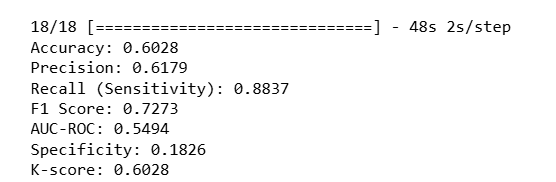 18/18 [==============================] - 48s 2s/step
Accuracy: 0.6028
Precision: 0.6179
Recall (Sensitivity): 0.8837
F1 Score: 0.7273
AUC-ROC: 0.5494
Specificity: 0.1826
K-score: 0.6028